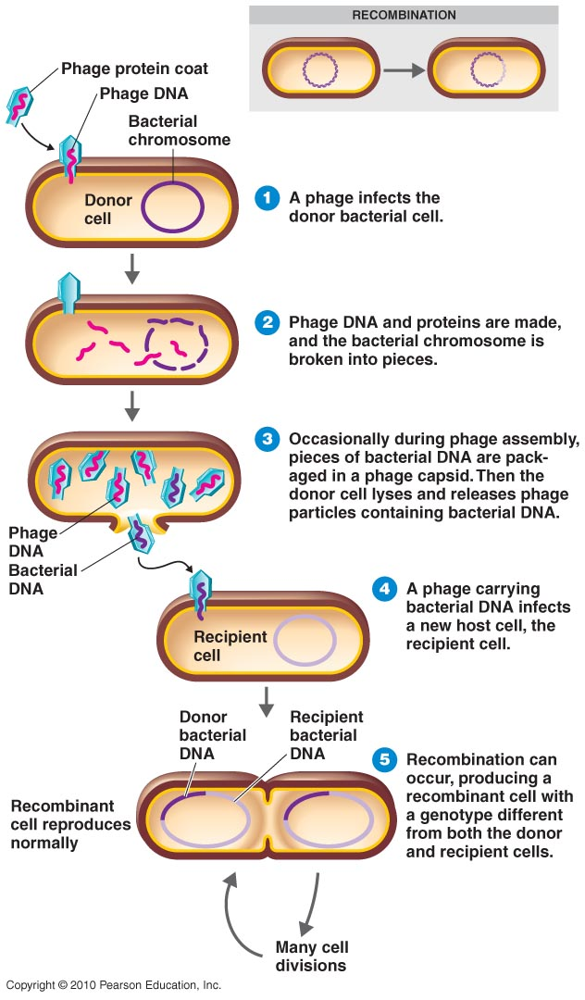 RECOMBINATION
Phage protein coat
Phage DNA
Bacterial
chromosome
Donor
cell
1 A phage infects the
donor bacterial cell.
2 Phage DNA and proteins are made,
and the bacterial chromosome is
broken into pieces.
3 Occasionally during phage assembly,
pieces of bacterial DNA are pack-
aged in a phage capsid. Then the
donor cell lyses and releases phage
particles containing bacterial DNA.
Phage
DNA
Bacterial
DNA
4 A phage carrying
bacterial DNA infects
a new host cell, the
recipient cell.
Recipient
cell
Donor
bacterial
DNA
Recipient
bacterial
DNA
5 Recombination can
occur, producing a
recombinant cell with
a genotype different
from both the donor
and recipient cells.
Recombinant
cell reproduces
normally
Many cell
divisions
Copyright © 2010 Pearson Education, Inc.